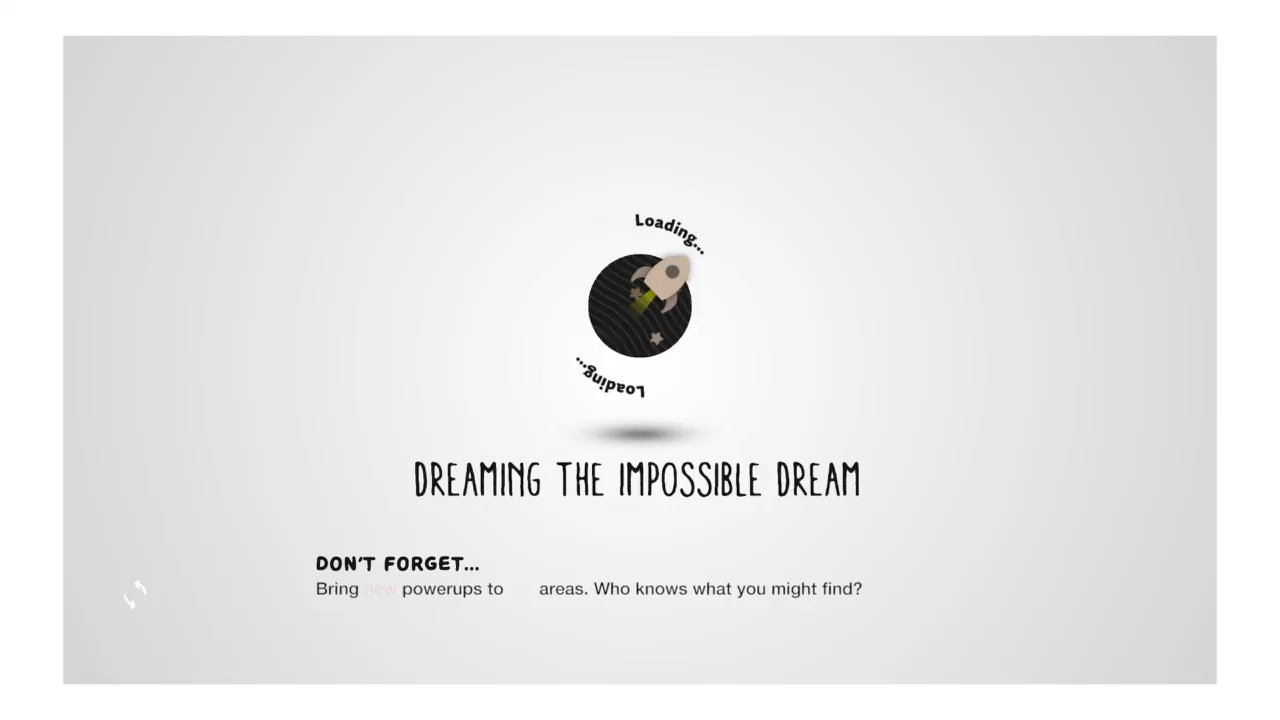 Loading...
Loading...
DREAMING THE IMPOSSIBLE DREAM
DON'T FORGET...
Bring new powerups to areas. Who knows what you might find?